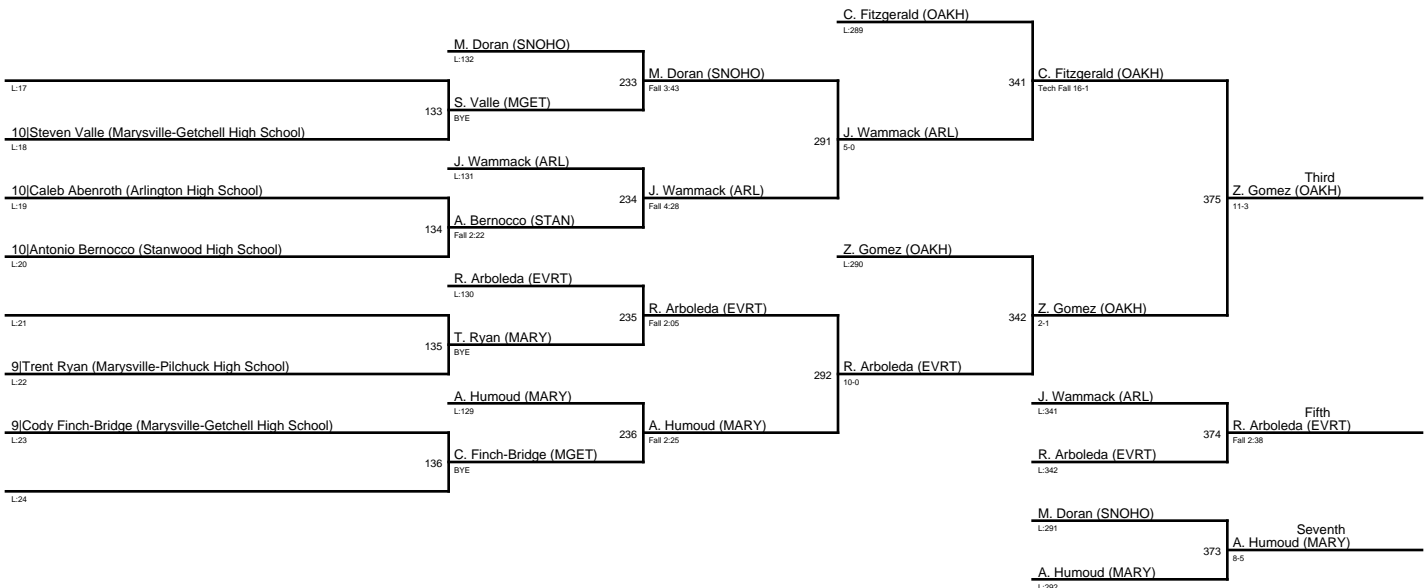 C. Fitzgerald (OAKH)
L:289
M. Doran (SNOHO)
L:132
233
M. Doran (SNOHO)
Fall 3:43
341
C. Fitzgerald (OAKH)
Tech Fall 16-1
L:17
133
S. Valle (MGET)
BYE
10|Steven Valle (Marysville-Getchell High School)
L:18
291
J. Wammack (ARL)
5-0
J. Wammack (ARL)
L:131
10|Caleb Abenroth (Arlington High School)
L:19
234
J. Wammack (ARL)
Fall 4:28
375
Third
Z. Gomez (OAKH)
11-3
134
A. Bernocco (STAN)
Fall 2:22
10|Antonio Bernocco (Stanwood High School)
L:20
Z. Gomez (OAKH)
L:290
R. Arboleda (EVRT)
L:130
L:21
235
R. Arboleda (EVRT)
Fall 2:05
342
Z. Gomez (OAKH)
2-1
135
T. Ryan (MARY)
BYE
9|Trent Ryan (Marysville-Pilchuck High School)
L:22
292
R. Arboleda (EVRT)
10-0
A. Humoud (MARY)
L:129
J. Wammack (ARL)
L:341
9|Cody Finch-Bridge (Marysville-Getchell High School)
L:23
236
A. Humoud (MARY)
Fall 2:25
374
Fifth
R. Arboleda (EVRT)
Fall 2:38
136
C. Finch-Bridge (MGET)
BYE
R. Arboleda (EVRT)
L:342
L:24
M. Doran (SNOHO)
L:291
373
Seventh
A. Humoud (MARY)
8-5
A. Humoud (MARY)
L:292